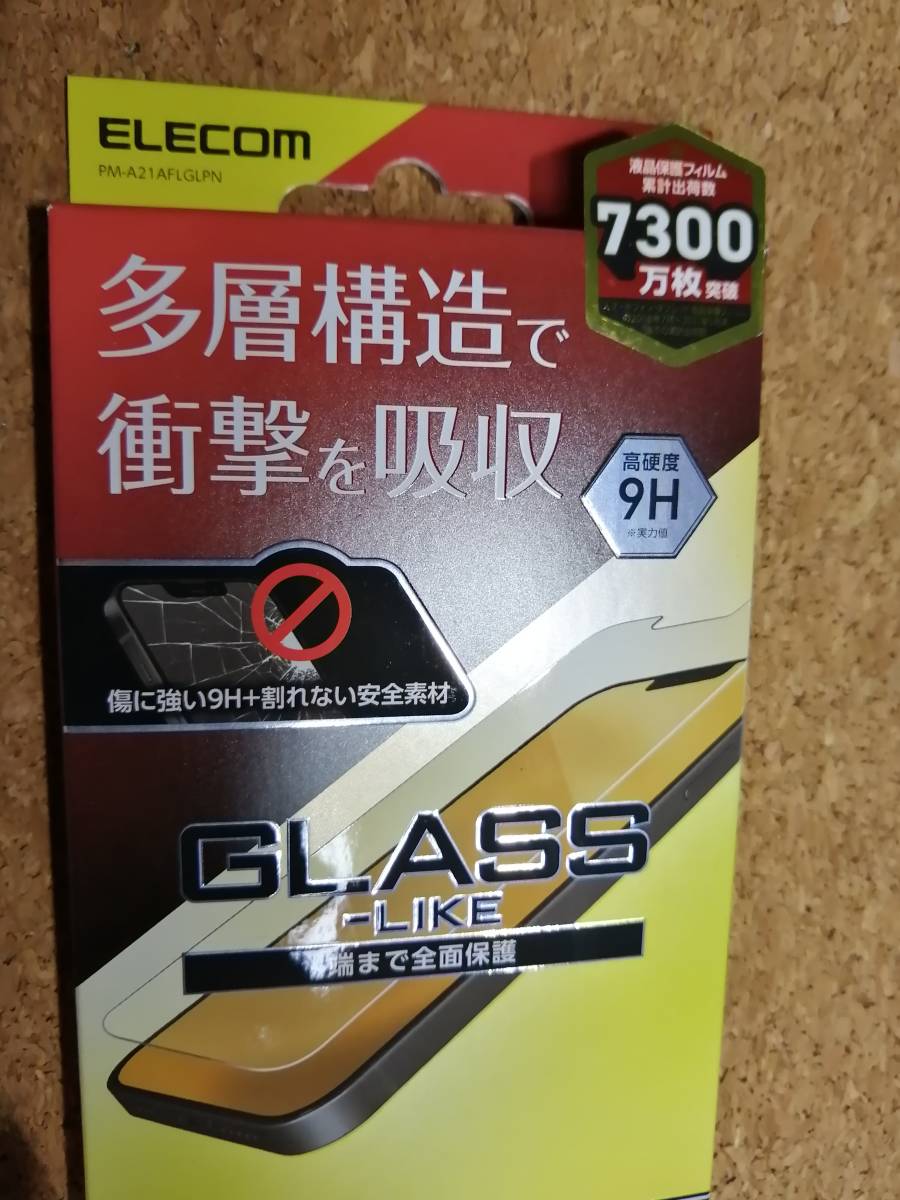 ELECOM
PM-A21AFLGLPN
液晶保護フィルム
累計出荷数
7300
万枚突破
多層構造で
衝撃を吸収
高硬度
9H
※実力値
傷に強い9H+割れない安全素材
GLASS
-LIKE
端まで全面保護